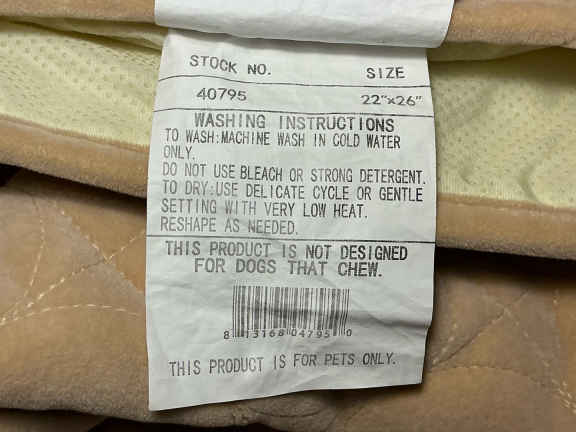 STOCK NO. SIZE
40795 22"x26"
WASHING INSTRUCTIONS
TO WASH:MACHINE WASH IN COLD WATER
ONLY.
DO NOT USE BLEACH OR STRONG DETERGENT.
TO DRY:USE DELICATE CYCLE OR GENTLE
SETTING WITH VERY LOW HEAT.
RESHAPE AS NEEDED.
THIS PRODUCT IS NOT DESIGNED
FOR DOGS THAT CHEW.
8 13168 04795 0
THIS PRODUCT IS FOR PETS ONLY.